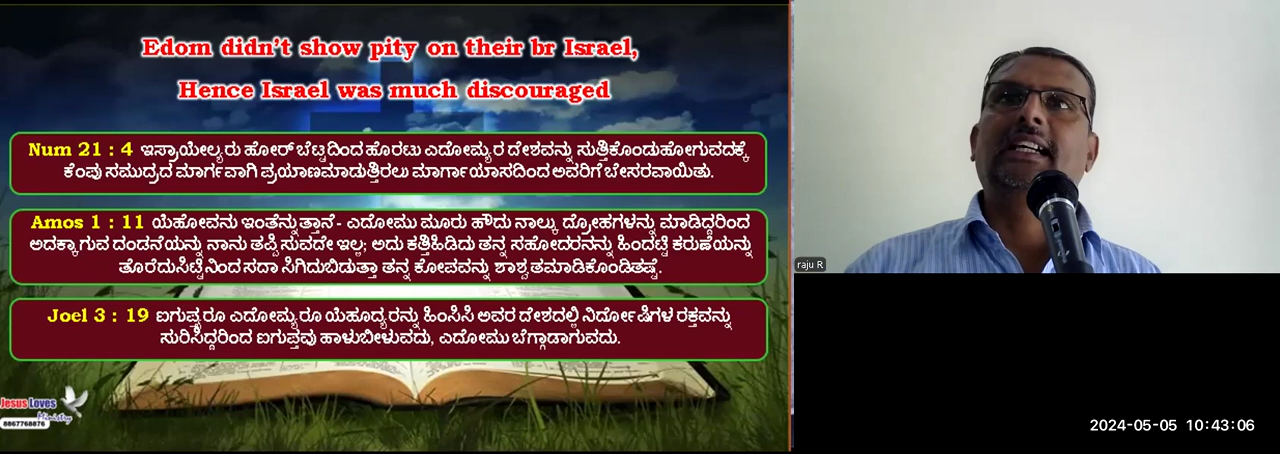 Edom didn't show pity on their br Israel,
Hence Israel was much discouraged
Num 21 : 4 ಇಸ್ರಾಯೇಲ್ಯರು ಹೋರ್ ಬೆಟ್ಟದಿಂದ ಹೊರಟು ಎದೋಮ್ಯರ ದೇಶವನ್ನು ಸುತ್ತಿಕೊಂಡುಹೋಗುವದಕ್ಕೆ
ಕೆಂಪು ಸಮುದ್ರದ ಮಾರ್ಗವಾಗಿ ಪ್ರಯಾಣಮಾಡುತ್ತಿರಲು ಮಾರ್ಗಾಯಾಸದಿಂದ ಅವರಿಗೆ ಬೇಸರವಾಯಿತು.
Amos 1 : 11 ಯೆಹೋವನು ಇಂತೆನ್ನುತ್ತಾನೆ - ಎದೋಮು ಮೂರು ಹೌದು ನಾಲ್ಕು ದ್ರೋಹಗಳನ್ನು ಮಾಡಿದ್ದರಿಂದ
ಅದಕ್ಕಾಗುವ ದಂಡನೆಯನ್ನು ನಾನು ತಪ್ಪಿಸುವದೇ ಇಲ್ಲ; ಅದು ಕತ್ತಿಹಿಡಿದು ತನ್ನ ಸಹೋದರನನ್ನು ಹಿಂದಟ್ಟಿ ಕರುಣೆಯನ್ನು
ತೊರೆದುಸಿಟ್ಟಿನಿಂದ ಸದಾ ಸಿಗಿದುಬಿಡುತ್ತಾ ತನ್ನ ಕೋಪವನ್ನು ಶಾಶ್ವತಮಾಡಿಕೊಂಡಿತಷ್ಟೆ.
Joel 3 : 19 ಐಗುಪ್ತ್ಯರೂ ಎದೋಮ್ಯರೂ ಯೆಹೂದ್ಯರನ್ನು ಹಿಂಸಿಸಿ ಅವರ ದೇಶದಲ್ಲಿ ನಿರ್ದೋಷಿಗಳ ರಕ್ತವನ್ನು
ಸುರಿಸಿದ್ದರಿಂದ ಐಗುಪ್ತವು ಹಾಳುಬೀಳುವದು, ಎದೋಮು ಬೆಗ್ಗಾಡಾಗುವದು.
Jesus Loves
Ministry
8867768876
raju R
2024-05-05 10:43:06